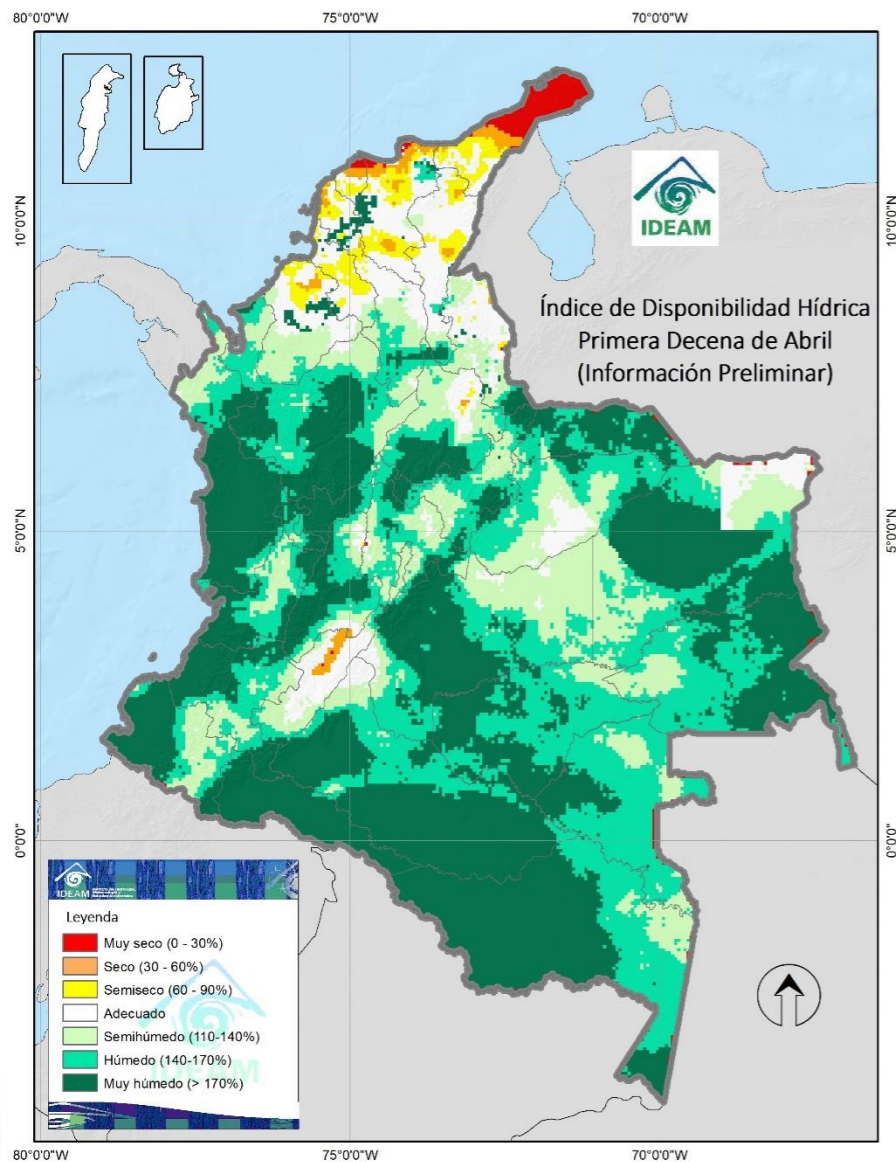 80°0'0"W
75°0'0"W
70°0'0"W
10°0'0"N
10°0'0"N
IDEAM
Índice de Disponibilidad Hídrica
Primera Decena de Abril
(Información Preliminar)
5°0'0"N
5°0'0"N
0°0'0"
0°0'0"
IDEAM
Leyenda
Muy seco (0 - 30%)
Seco (30 - 60%)
Semiseco (60 - 90%)
Adecuado
Semihúmedo (110-140%)
Húmedo (140-170%)
Muy húmedo (> 170%)
IDEAM
80°0'0"W
75°0'0"W
70°0'0"W